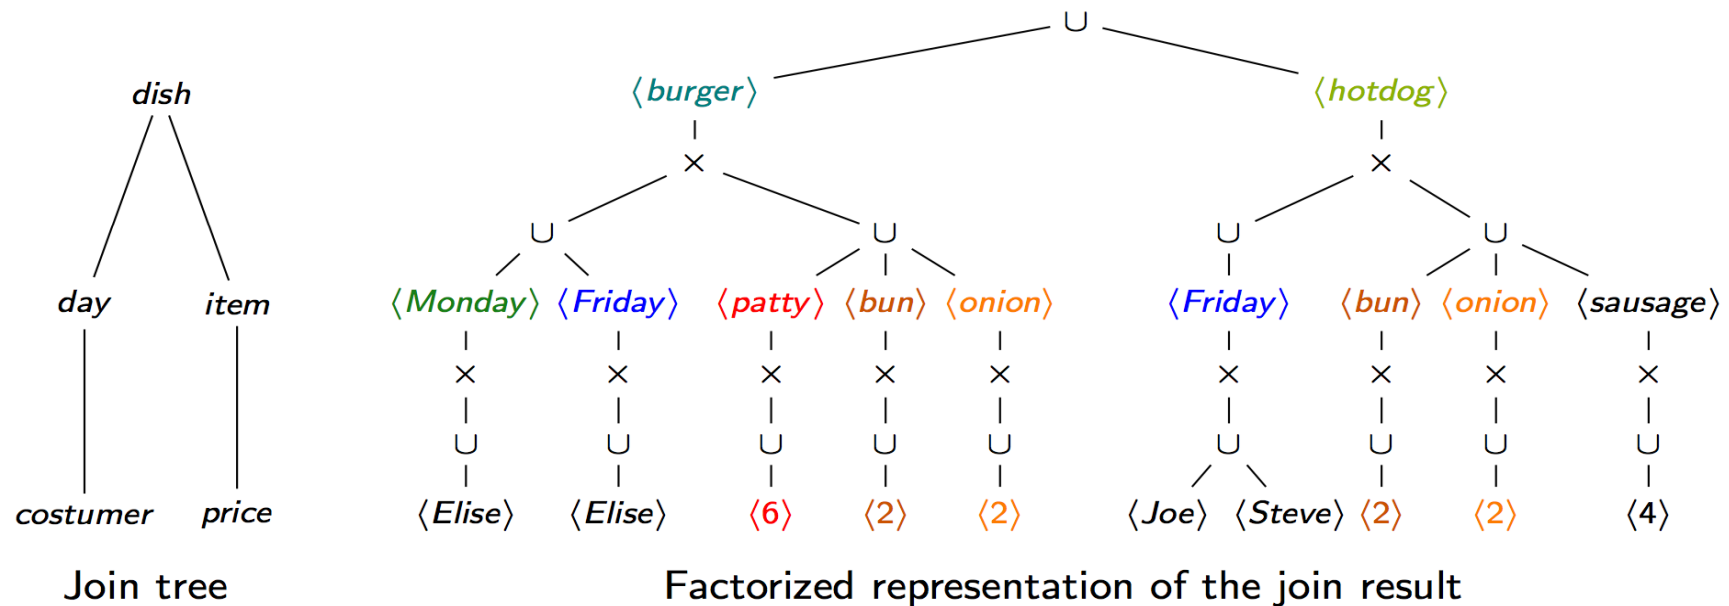 ∪
dish ⟨burger⟩ ⟨hotdog⟩
× ×
∪ ∪ ∪ ∪
day item ⟨Monday⟩ ⟨Friday⟩ ⟨patty⟩ ⟨bun⟩ ⟨onion⟩ ⟨Friday⟩ ⟨bun⟩ ⟨onion⟩ ⟨sausage⟩
× × × × × × × × ×
∪ ∪ ∪ ∪ ∪ ∪ ∪ ∪ ∪
costumer price ⟨Elise⟩ ⟨Elise⟩ ⟨6⟩ ⟨2⟩ ⟨2⟩ ⟨Joe⟩ ⟨Steve⟩ ⟨2⟩ ⟨2⟩ ⟨4⟩
Join tree Factorized representation of the join result